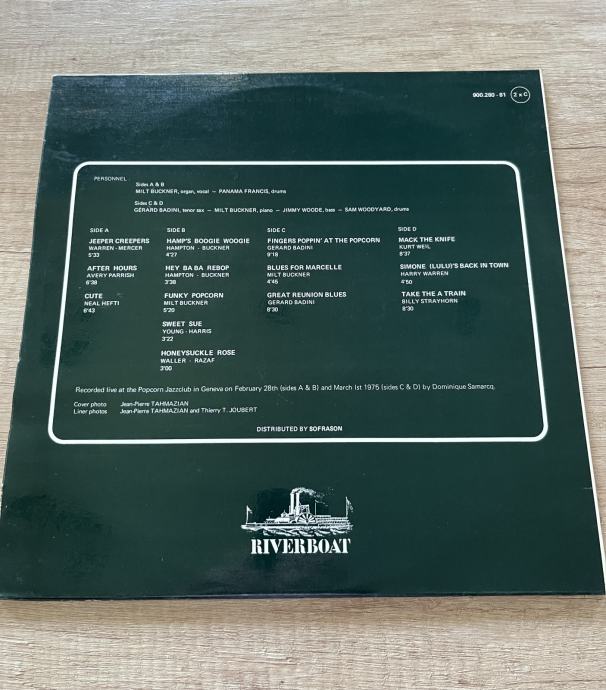 900.280 - 81 2 x C
PERSONNEL:
Sides A & B
MILT BUCKNER, organ, vocal – PANAMA FRANCIS, drums
Sides C & D
GERARD BADINI, tenor sax – MILT BUCKNER, piano – JIMMY WOODE, bass – SAM WOODYARD, drums
SIDE A
JEEPER CREEPERS
WARREN - MERCER
5'33
AFTER HOURS
AVERY PARRISH
6'38
CUTE
NEAL HEFTI
6'43
SIDE B
HAMP'S BOOGIE WOOGIE
HAMPTON - BUCKNER
4'27
HEY BA BA REBOP
HAMPTON - BUCKNER
3'38
FUNKY POPCORN
MILT BUCKNER
5'20
SWEET SUE
YOUNG - HARRIS
3'22
HONEYSUCKLE ROSE
WALLER - RAZAF
3'00
SIDE C
FINGERS POPPIN' AT THE POPCORN
GERARD BADINI
9'18
BLUES FOR MARCELLE
MILT BUCKNER
4'45
GREAT REUNION BLUES
GERARD BADINI
8'30
SIDE D
MACK THE KNIFE
KURT WEIL
8'37
SIMONE (LULU)'S BACK IN TOWN
HARRY WARREN
4'50
TAKE THE A TRAIN
BILLY STRAYHORN
8'30
Recorded live at the Popcorn Jazzclub in Geneva on February 28th (sides A & B) and March Ist 1975 (sides C & D) by Dominique Samarcq.
Cover photo Jean-Pierre TAHMAZIAN
Liner photos Jean-Pierre TAHMAZIAN and Thierry T. JOUBERT
DISTRIBUTED BY SOFRASON
RIVERBOAT